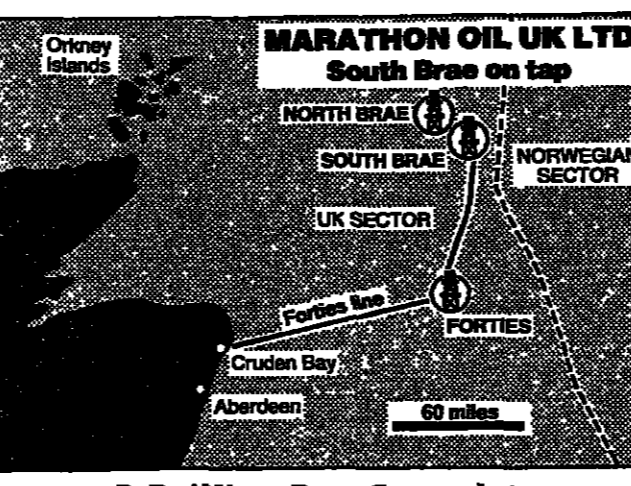 MARATHON OIL UK LTD
South Brae on tap
Orkney
Islands
NORTH BRAE
SOUTH BRAE
NORWEGIAN
SECTOR
UK SECTOR
Forties line
FORTIES
Cruden Bay
Aberdeen
60 miles